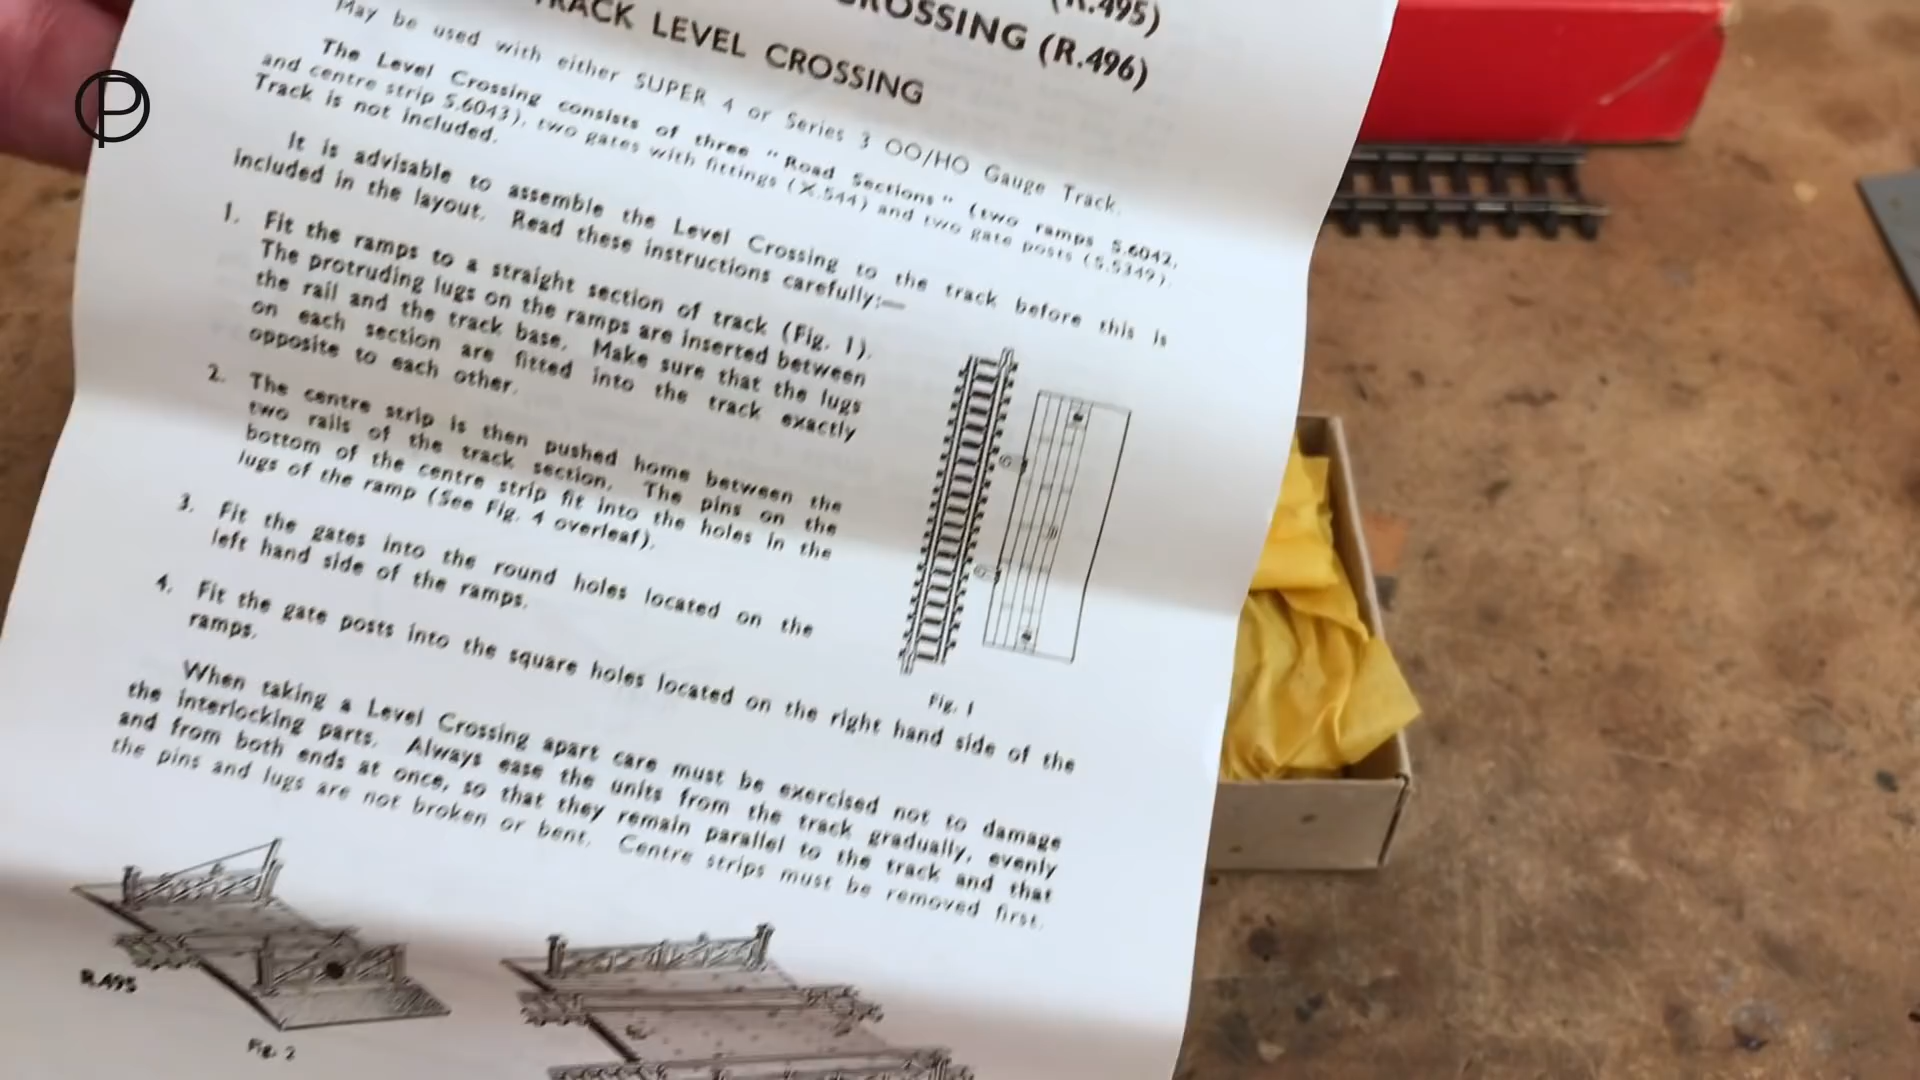 (R.495)
CROSSING (R.496)
TRACK LEVEL CROSSING
May be used with either SUPER 4 or Series 3 OO/HO Gauge Track.
The Level Crossing consists of three "Road Sections" (two ramps S.6042,
and centre strip S.6043), two gates with fittings (X.544) and two gate posts (S.5349).
Track is not included.
It is advisable to assemble the Level Crossing to the track before this is
included in the layout. Read these instructions carefully:—
1. Fit the ramps to a straight section of track (Fig. 1).
The protruding lugs on the ramps are inserted between
the rail and the track base. Make sure that the lugs
on each section are fitted into the track exactly
opposite to each other.
2. The centre strip is then pushed home between the
two rails of the track section. The pins on the
bottom of the centre strip fit into the holes in the
lugs of the ramp (See Fig. 4 overleaf).
3. Fit the gates into the round holes located on the
left hand side of the ramps.
4. Fit the gate posts into the square holes located on the right hand side of the
ramps.
Fig. 1
When taking a Level Crossing apart care must be exercised not to damage
the interlocking parts. Always ease the units from the track gradually, evenly
and from both ends at once, so that they remain parallel to the track and that
the pins and lugs are not broken or bent. Centre strips must be removed first.
R.495
Fig. 2